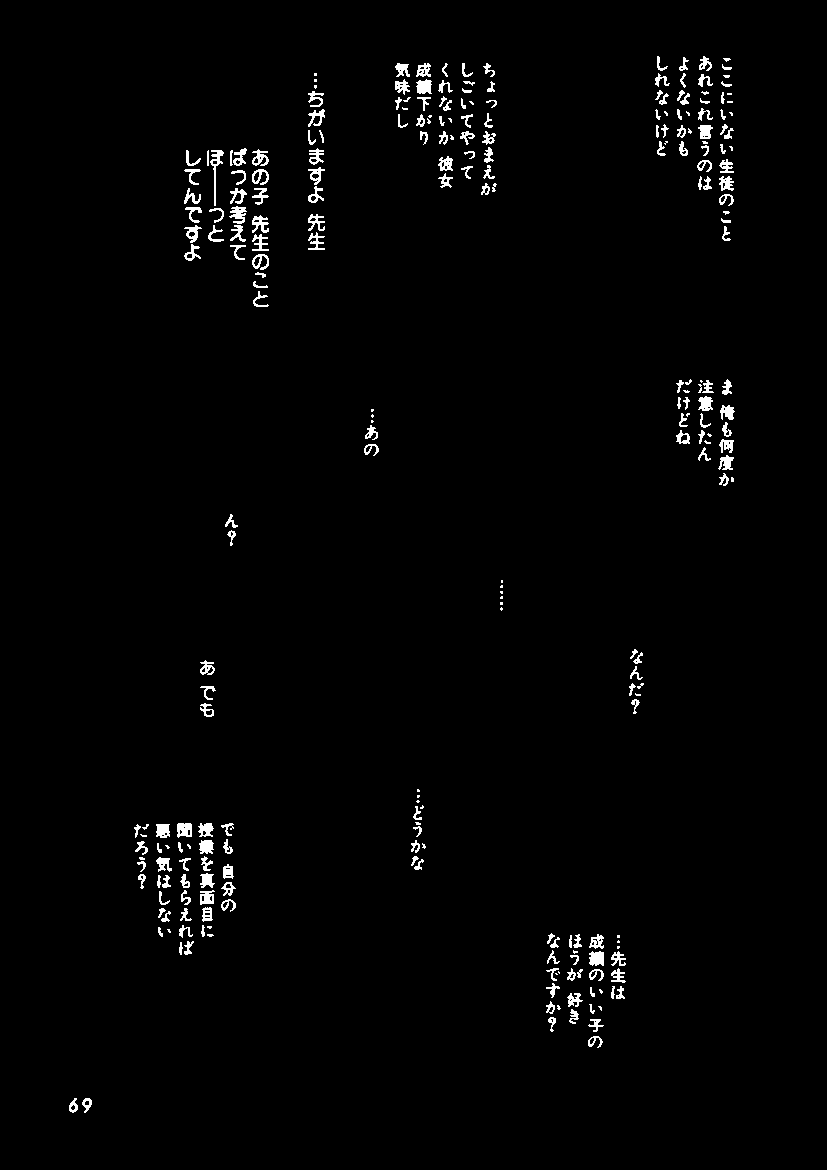 ここにいない生徒のこと
あれこれ言うのは
よくないかも
しれないけど
ちょっとおまえが
しごいてやって
くれないか 彼女
成績下がり
気味だし
…ちがいますよ 先生
あの子 先生のこと
ばっか考えて
ぽ――っと
してんですよ
ま 俺も何度か
注意したん
だけどね
…あの
ん?
……
なんだ?
あ でも
…どうかな
でも 自分の
授業を真面目に
聞いてもらえれば
悪い気はしない
だろう?
…先生は
成績のいい子の
ほうが 好き
なんですか?
69